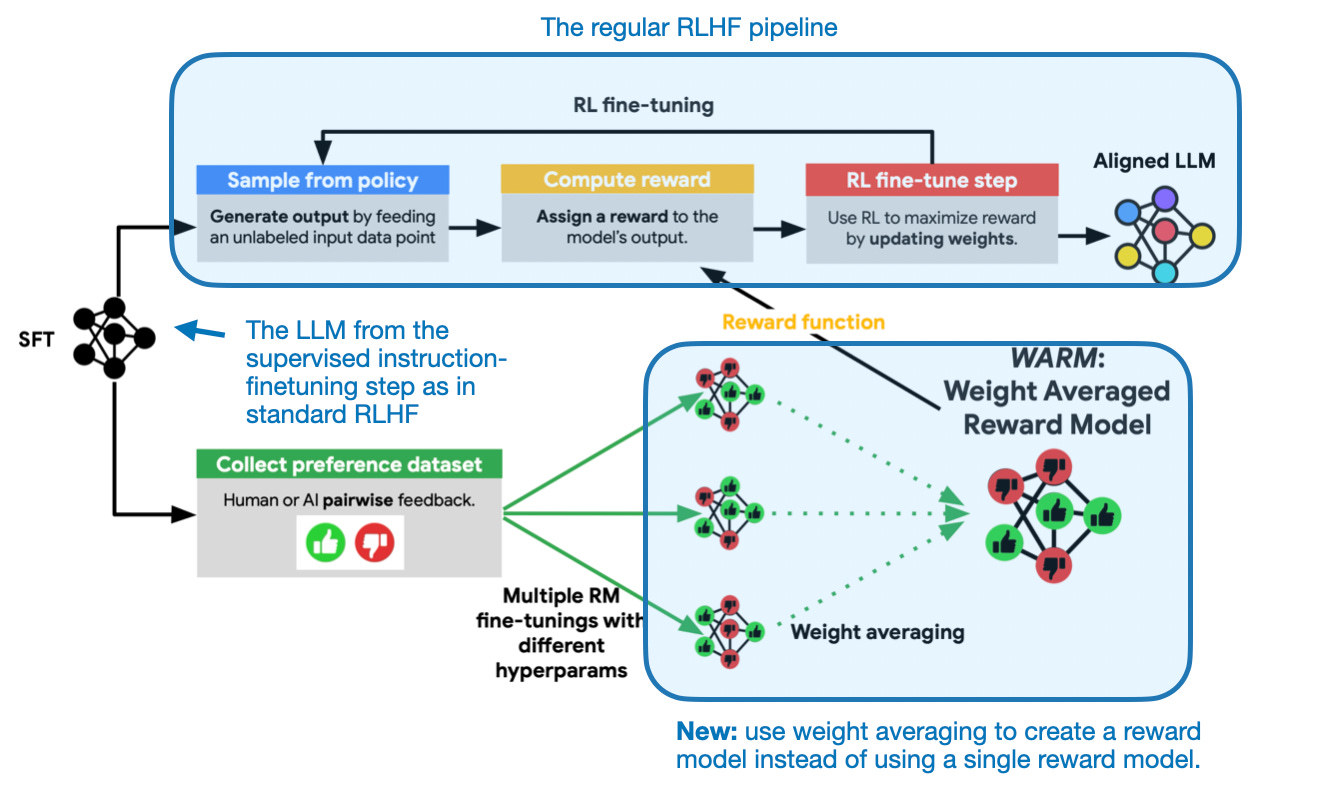 The regular RLHF pipeline
RL fine-tuning
Sample from policy
Generate output by feeding
an unlabeled input data point
Compute reward
Assign a reward to the
model's output.
RL fine-tune step
Use RL to maximize reward
by updating weights.
Aligned LLM
SFT
The LLM from the
supervised instruction-
finetuning step as in
standard RLHF
Reward function
WARM:
Weight Averaged
Reward Model
Collect preference dataset
Human or AI pairwise feedback.
Multiple RM
fine-tunings with
different
hyperparams
Weight averaging
New: use weight averaging to create a reward
model instead of using a single reward model.